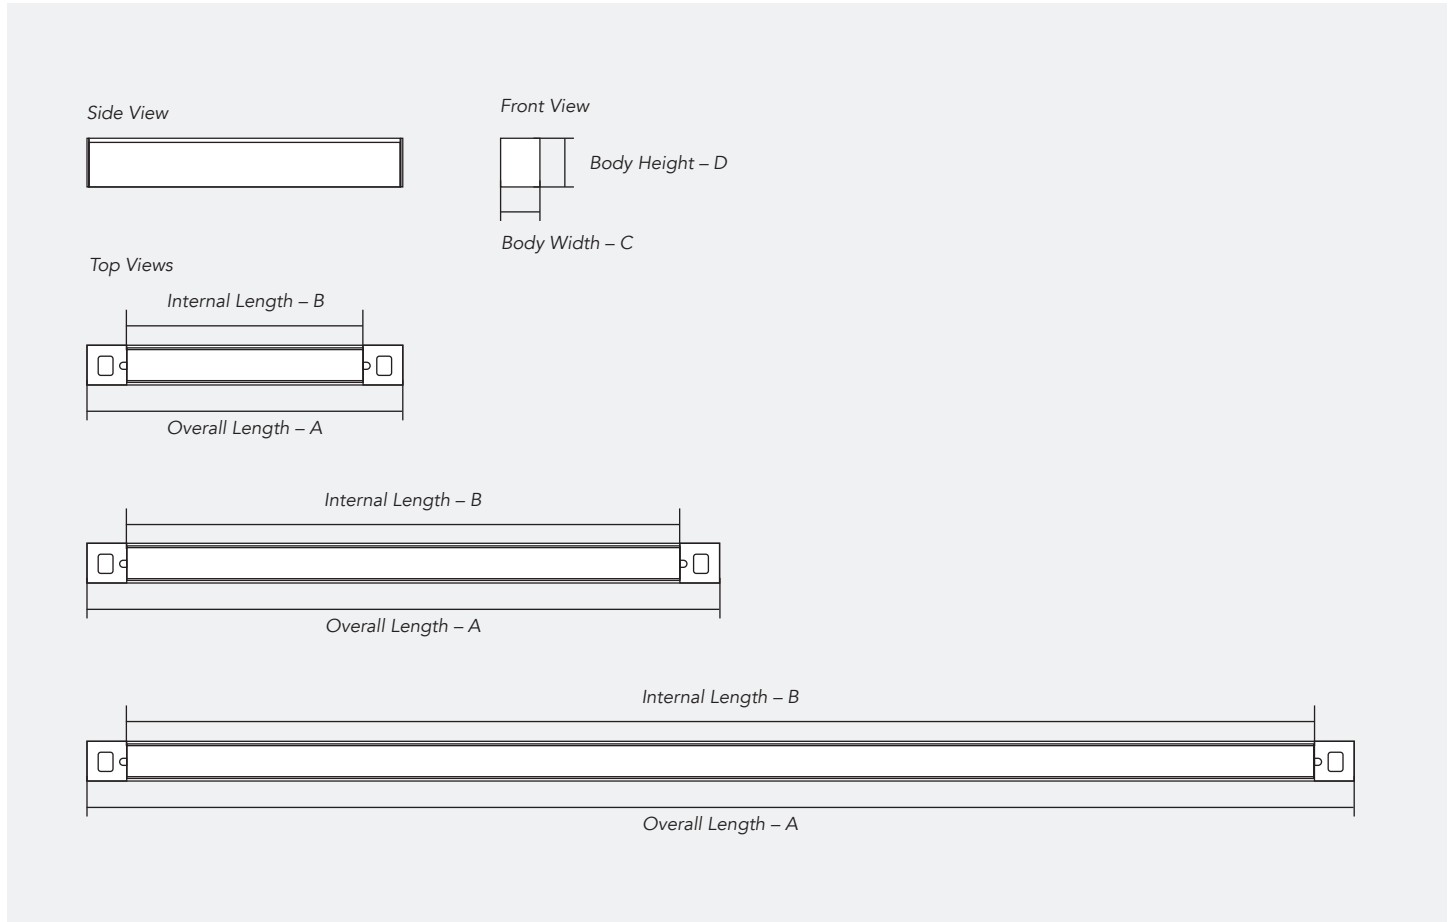 Side View
Front View
Body Height – D
Body Width – C
Top Views
Internal Length – B
Overall Length – A
Internal Length – B
Overall Length – A
Internal Length – B
Overall Length – A